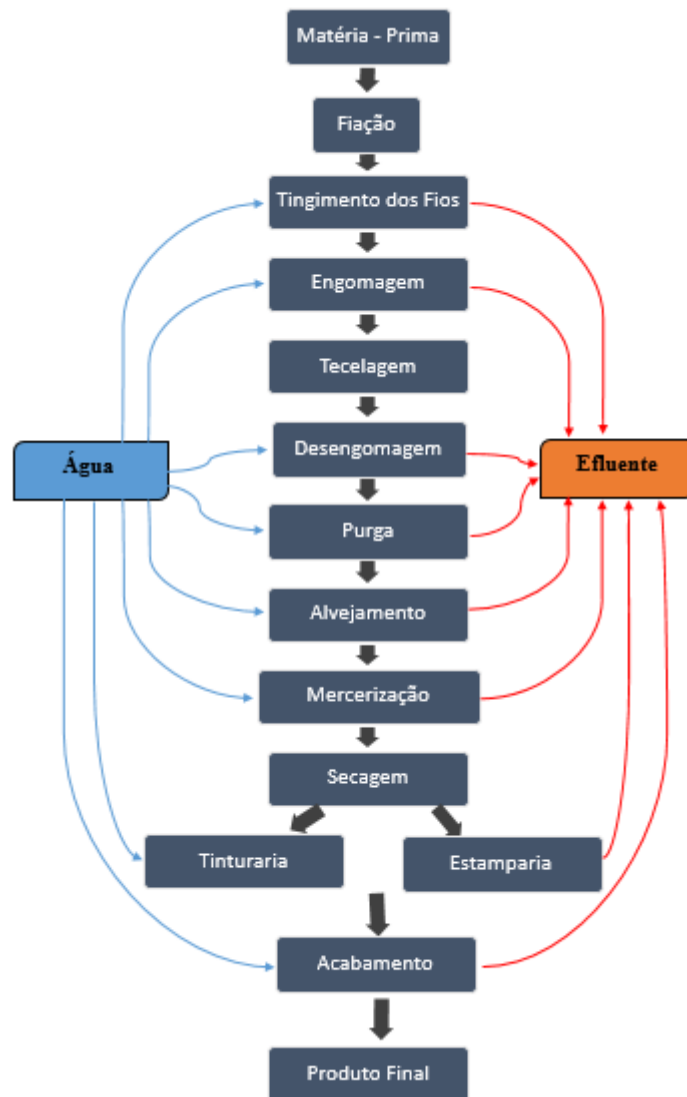 Matéria - Prima
Fiação
Tingimento dos Fios
Engomagem
Tecelagem
Água
Desengomagem
Efluente
Purga
Alvejamento
Mercerização
Secagem
Tinturaria
Estamparia
Acabamento
Produto Final